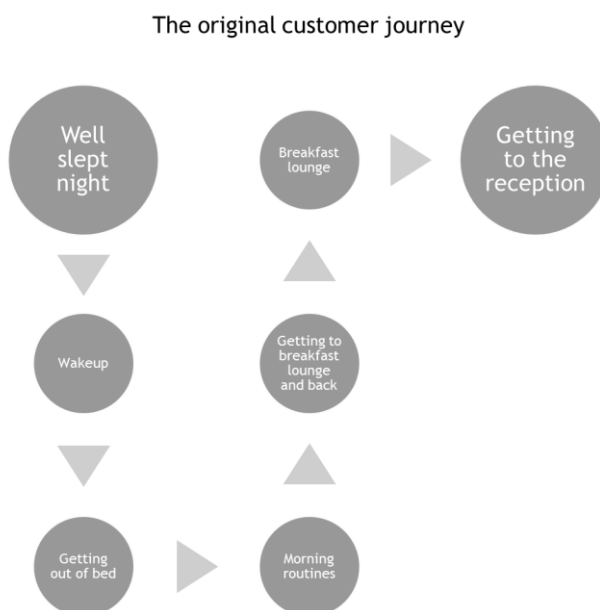 The original customer journey
Well
slept
night
Wakeup
Getting
out of bed
Morning
routines
Getting to
breakfast
lounge
and back
Breakfast
lounge
Getting
to the
reception